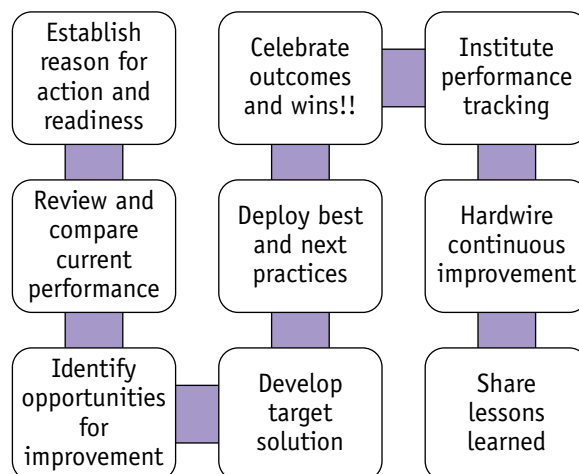 Establish
reason for
action and
readiness
Review and
compare
current
performance
Identify
opportunities
for
improvement
Develop
target
solution
Deploy best
and next
practices
Celebrate
outcomes
and wins!!
Institute
performance
tracking
Hardwire
continuous
improvement
Share
lessons
learned